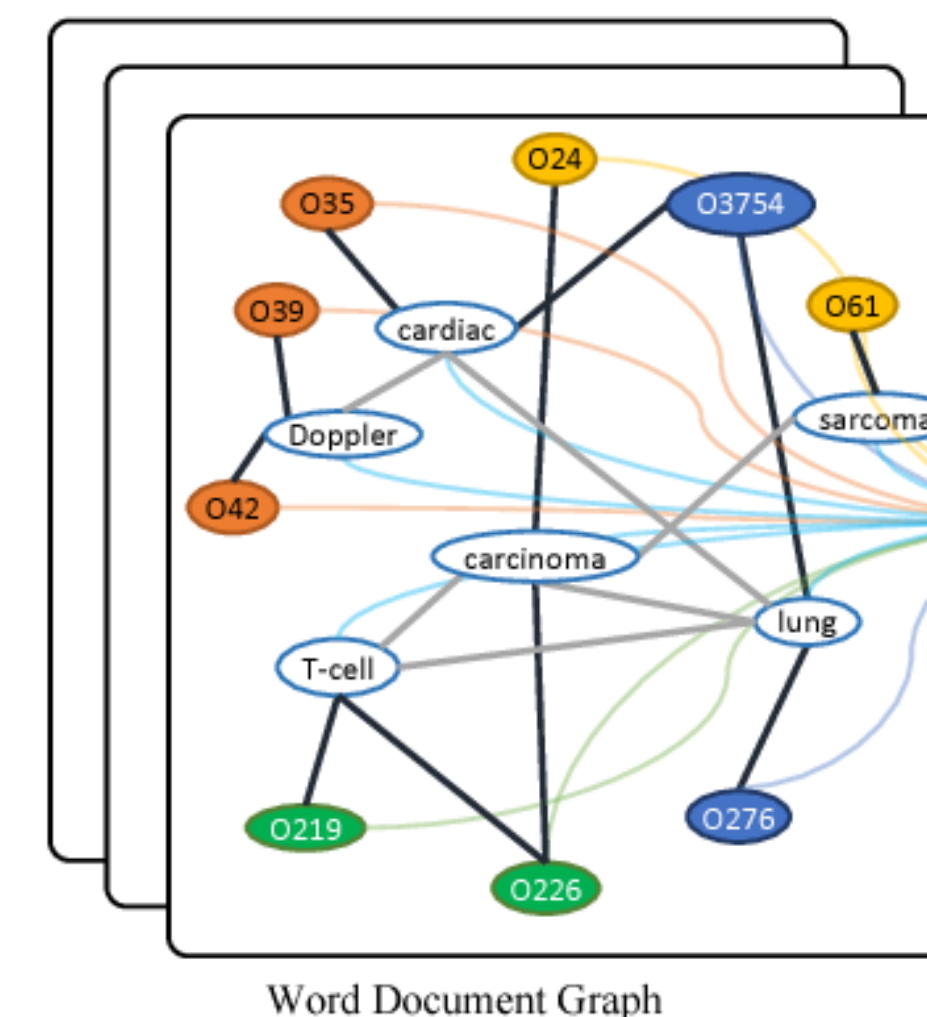 O24
O35
O3754
O39
O61
cardiac
sarcoma
Doppler
O42
carcinoma
lung
T-cell
O276
O219
O226
Word Document Graph